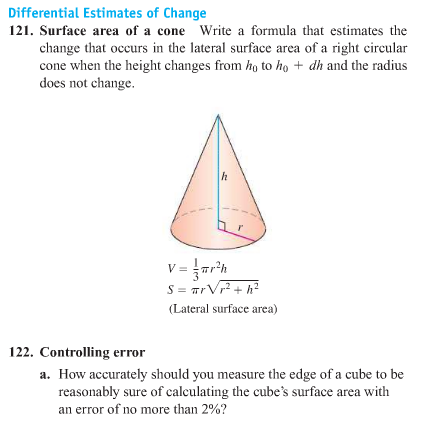 Differential Estimates of Change
121. Surface area of a cone Write a formula that estimates the
change that occurs in the lateral surface area of a right circular
cone when the height changes from h₀ to h₀ + dh and the radius
does not change.
h
r
V = 1/3 πr²h
S = πr√(r² + h²)
(Lateral surface area)
122. Controlling error
a. How accurately should you measure the edge of a cube to be
reasonably sure of calculating the cube's surface area with
an error of no more than 2%?